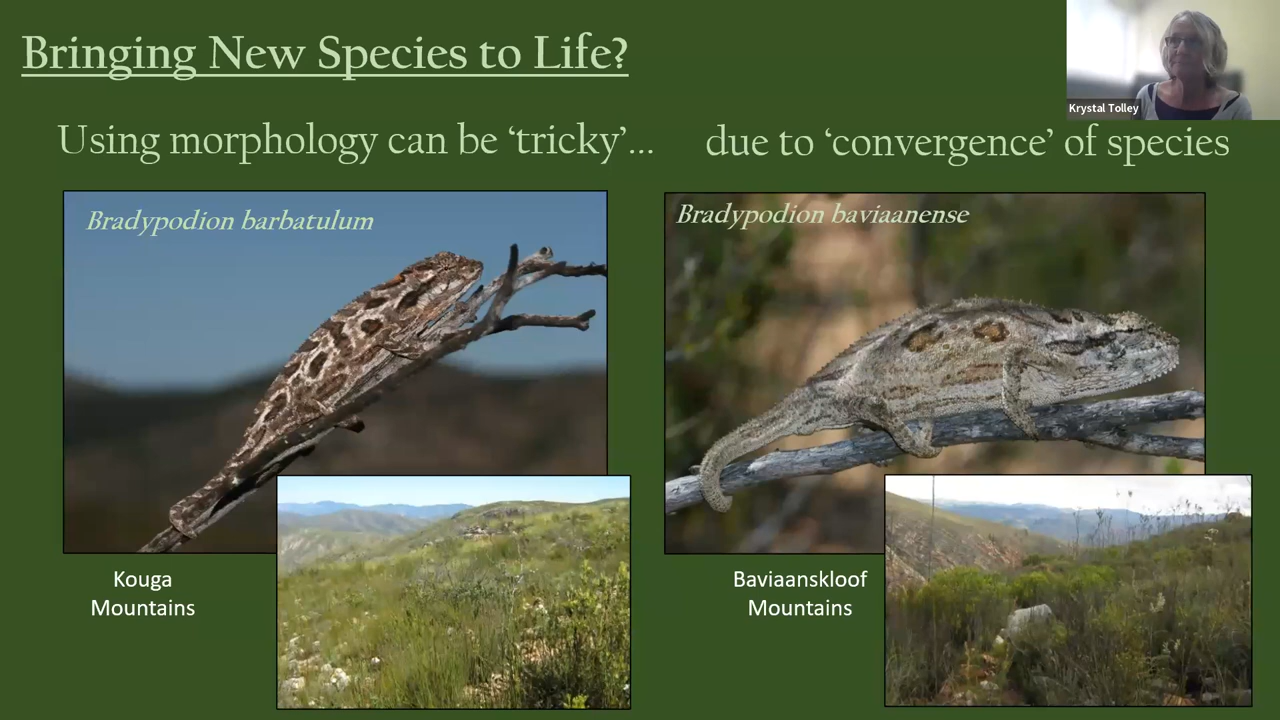 Bringing New Species to Life?
Krystal Tolley
Using morphology can be ‘tricky’... due to ‘convergence’ of species
Bradypodion barbatulum
Bradypodion baviaanense
Kouga
Mountains
Baviaanskloof
Mountains